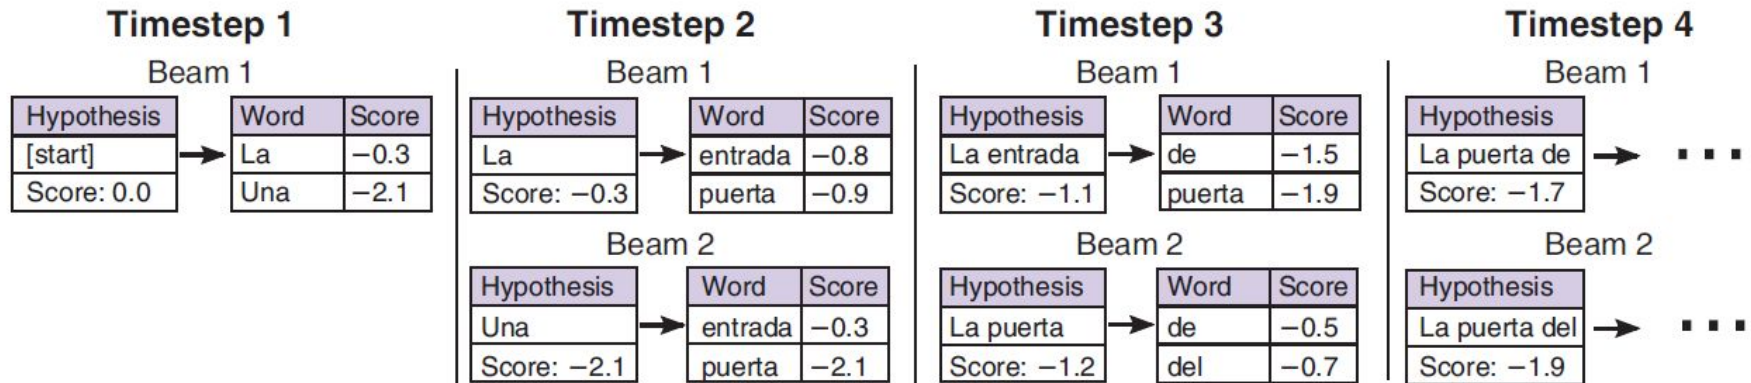 Timestep 1 Timestep 2 Timestep 3 Timestep 4
Beam 1 Beam 1 Beam 1 Beam 1
Hypothesis Word Score Hypothesis Word Score Hypothesis Word Score Hypothesis
[start] La −0.3 La entrada −0.8 La entrada de −1.5 La puerta de ...
Score: 0.0 Una −2.1 Score: −0.3 puerta −0.9 Score: −1.1 puerta −1.9 Score: −1.7
Beam 2 Beam 2 Beam 2
Hypothesis Word Score Hypothesis Word Score Hypothesis
Una entrada −0.3 La puerta de −0.5 La puerta del ...
Score: −2.1 puerta −2.1 Score: −1.2 del −0.7 Score: −1.9